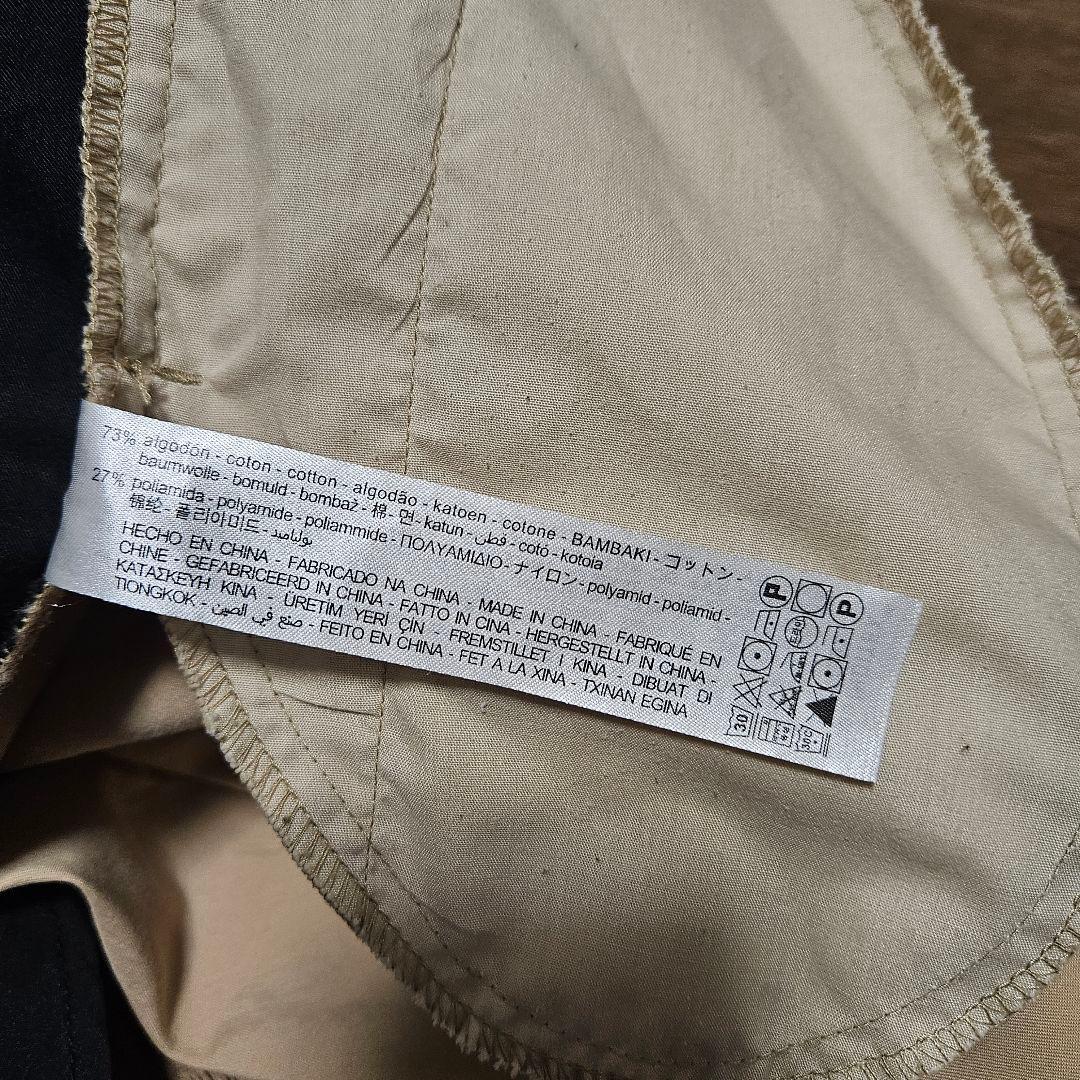 73% algodón - coton - cotton - algodão - katoen - cotone - BAMBAKI - コットン -
baumwolle - bomuld - bombaž - 棉 - 면 - katun - قطن - cotó - kotoia
27% poliamida - polyamide - poliammide - ΠΟΛΥΑΜΙΔΙΟ - ナイロン - polyamid - poliamid -
锦纶 - 폴리아미드 - بولياميد
HECHO EN CHINA - FABRICADO NA CHINA - MADE IN CHINA - FABRIQUÉ EN
CHINE - GEFABRICEERD IN CHINA - FATTO IN CINA - HERGESTELLT IN CHINA -
ΚΑΤΑΣΚΕΥΗ ΚΙΝΑ - ÜRETİM YERİ ÇİN - FREMSTILLET I KINA - DIBUAT DI
TIONGKOK - صنع في الصين - FEITO EN CHINA - FET A LA XINA - TXINAN EGINA
P P
30 30C